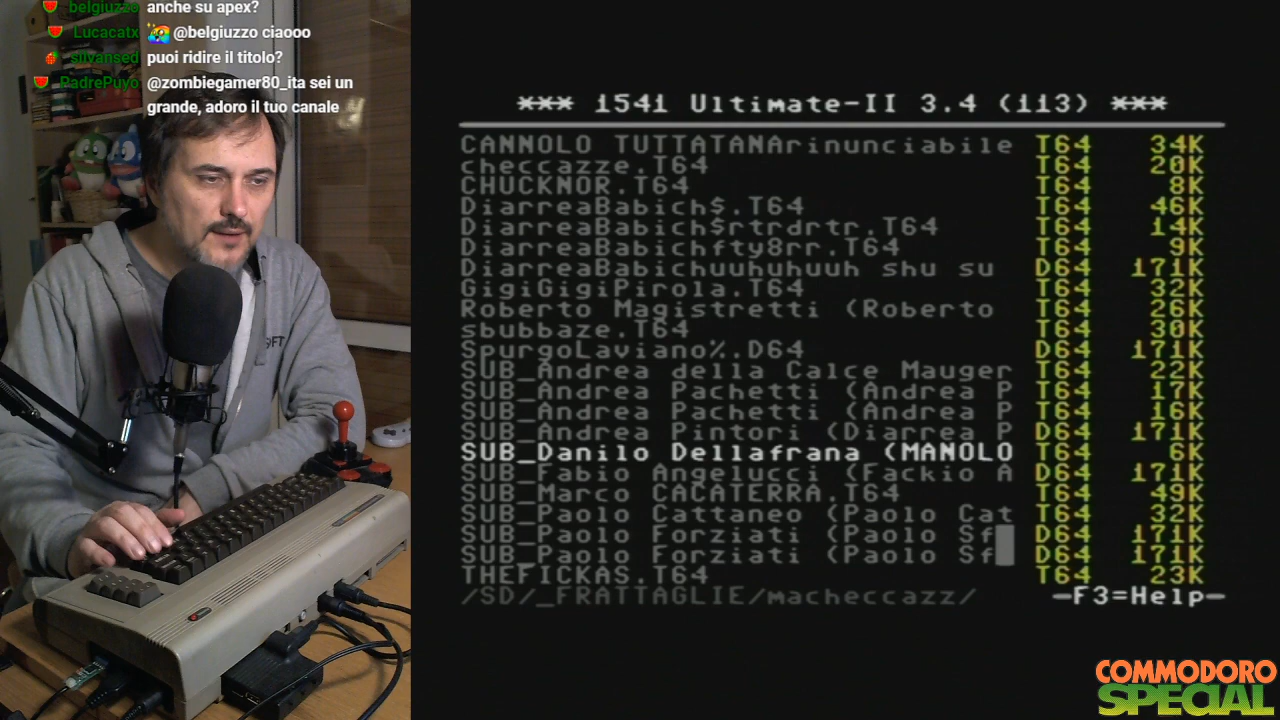 belgiuzzo anche su apex?
Lucacatx @belgiuzzo ciaooo
silvansed puoi ridire il titolo?
PadrePuyo @zombiegamer80_ita sei un
grande, adoro il tuo canale
*** 1541 Ultimate-II 3.4 (113) ***
CANNOLO TUTTATANArinunciabile T64 34K
checcazze.T64 T64 20K
CHUCKNOR.T64 T64 8K
DiarreaBabich$.T64 T64 46K
DiarreaBabich$rtrdrtr.T64 T64 14K
DiarreaBabichfty8rr.T64 T64 9K
DiarreaBabichuuhuhuuh shu su D64 171K
GigiGigiPirola.T64 T64 32K
Roberto Magistretti (Roberto T64 26K
sbubbaze.T64 T64 30K
SpurgoLaviano%.D64 D64 171K
SUB_Andrea della Calce Mauger T64 22K
SUB_Andrea Pachetti (Andrea P T64 17K
SUB_Andrea Pachetti (Andrea P T64 16K
SUB_Andrea Pintori (Diarrea P D64 171K
SUB_Danilo Dellafrana (MANOLO T64 6K
SUB_Fabio Angelucci (Fackio A D64 171K
SUB_Marco CACATERRA.T64 T64 49K
SUB_Paolo Cattaneo (Paolo Cat T64 32K
SUB_Paolo Forziati (Paolo Sf D64 171K
SUB_Paolo Forziati (Paolo Sf D64 171K
THEFICKAS.T64 T64 23K
/SD/_FRATTAGLIE/macheccazz/ F3=Help
COMMODORO
SPECIAL